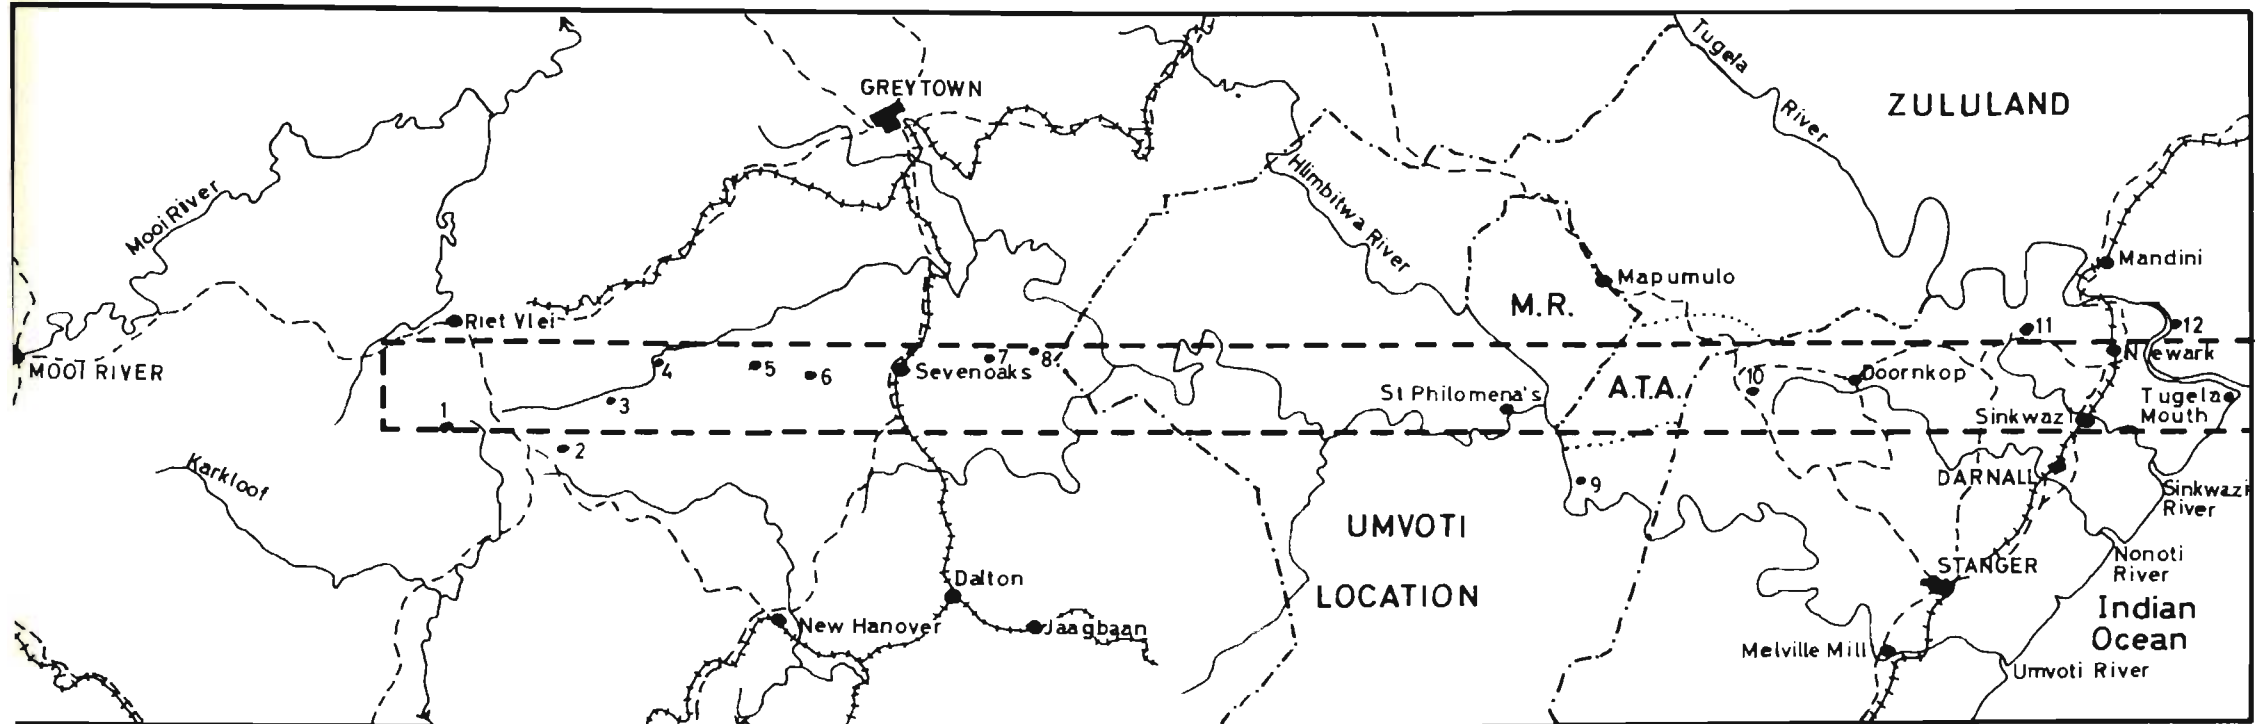 GREYTOWN
Tugela River
ZULULAND
Mooi River
Hlimbitwa River
Mandini
Mapumulo
M.R.
Riet Vlei
MOOI RIVER
11
12
Newark
1
2
3
4
5
6
Sevenoaks
7
8
St Philomena's
A.T.A.
10
Doornkop
Tugela
Mouth
Sinkwazi
Karkloof
9
DARNALL
Sinkwazi
River
UMVOTI
LOCATION
Nonoti
River
STANGER
Indian
Ocean
Dalton
New Hanover
Jaagbaan
Melville Mill
Umvoti River